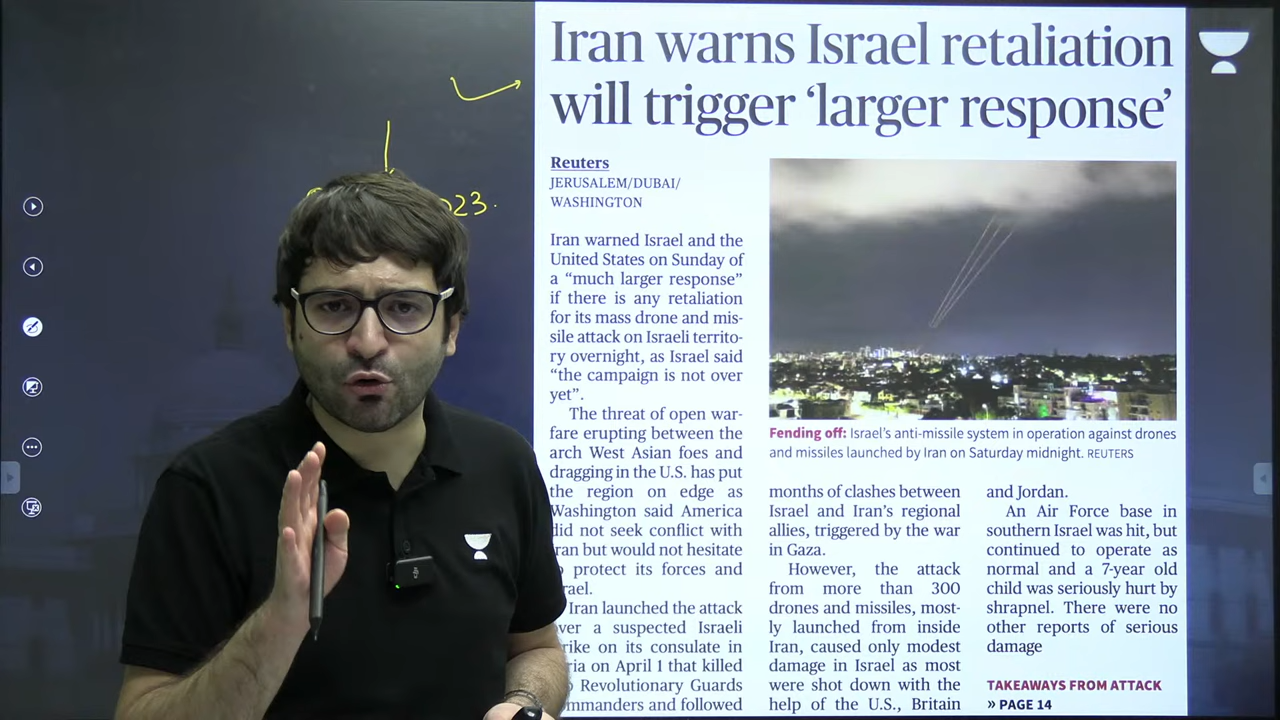 23.
Iran warns Israel retaliation
will trigger ‘larger response’
Reuters
JERUSALEM/DUBAI/
WASHINGTON
Iran warned Israel and the
United States on Sunday of
a “much larger response”
if there is any retaliation
for its mass drone and mis-
sile attack on Israeli territo-
ry overnight, as Israel said
“the campaign is not over
yet”.
The threat of open war-
fare erupting between the
arch West Asian foes and
dragging in the U.S. has put
the region on edge as
Washington said America
did not seek conflict with
Iran but would not hesitate
protect its forces and
Iran launched the attack
a suspected Israeli
on its consulate in
on April 1 that killed
Revolutionary Guards
and followed
Fending off: Israel’s anti-missile system in operation against drones
and missiles launched by Iran on Saturday midnight. REUTERS
months of clashes between
Israel and Iran’s regional
allies, triggered by the war
in Gaza.
However, the attack
from more than 300
drones and missiles, most-
ly launched from inside
Iran, caused only modest
damage in Israel as most
were shot down with the
help of the U.S., Britain
and Jordan.
An Air Force base in
southern Israel was hit, but
continued to operate as
normal and a 7-year old
child was seriously hurt by
shrapnel. There were no
other reports of serious
damage
TAKEAWAYS FROM ATTACK
» PAGE 14